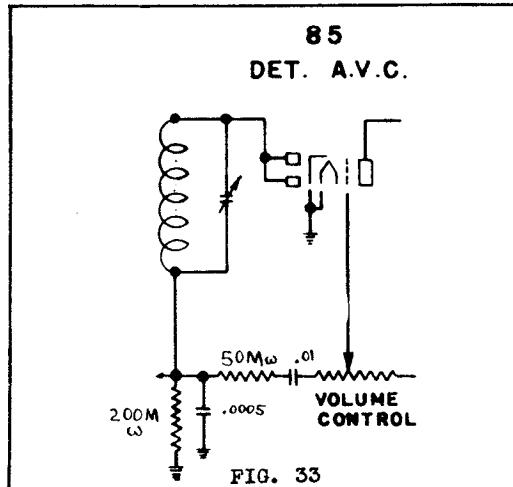 85
DET. A.V.C.
50Mω
.01
200M
ω
.0005
VOLUME
CONTROL
FIG. 33